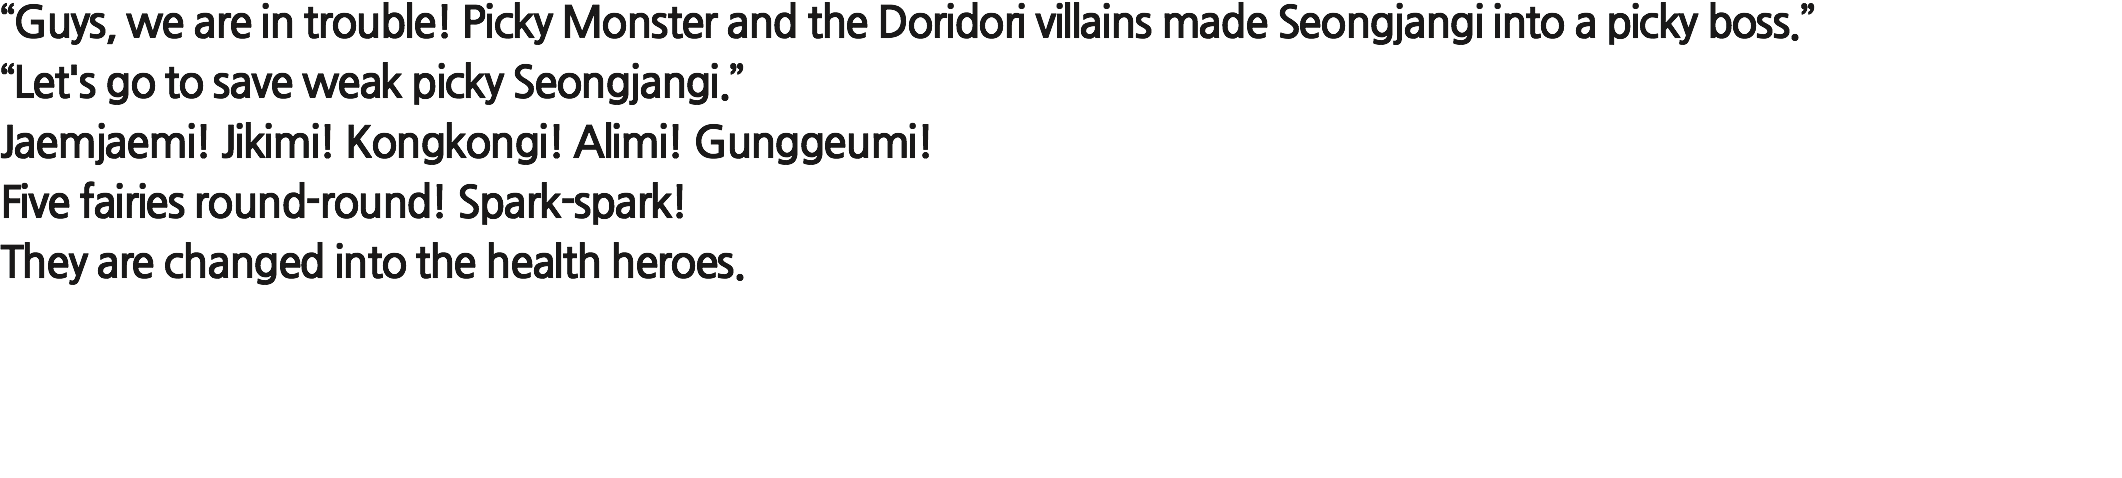 “Guys, we are in trouble! Picky Monster and the Doridori villains made Seongjangi into a picky boss.”
“Let's go to save weak picky Seongjangi.”
Jaemjaemi! Jikimi! Kongkongi! Alimi! Gunggeumi!
Five fairies round-round! Spark-spark!
They are changed into the health heroes.